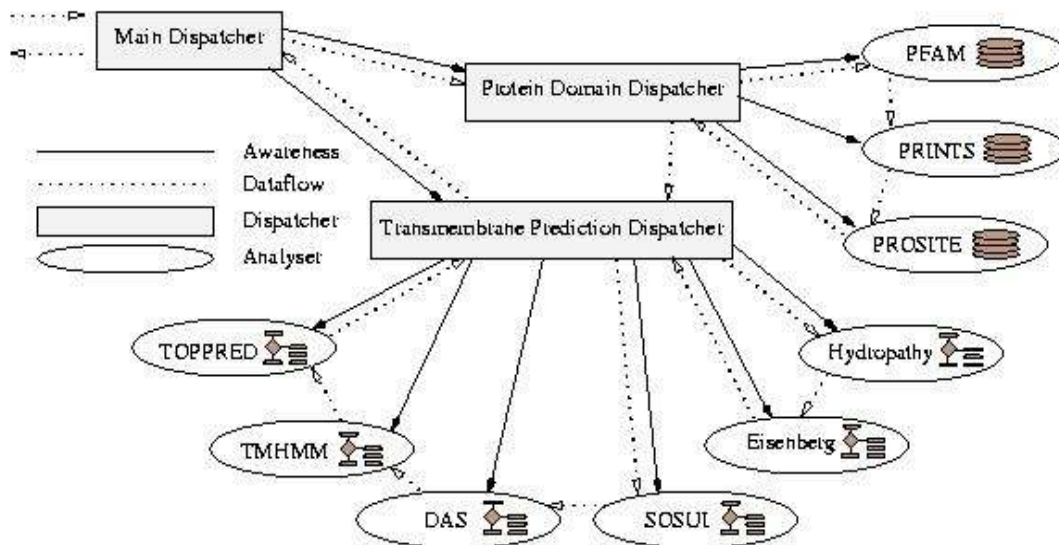 Main Dispatcher
PFAM
Protein Domain Dispatcher
PRINTS
Awareness
Dataflow
Dispatcher
Transmembrane Prediction Dispatcher
PROSITE
Analyser
TOPPRED
Hydropathy
TMHMM
Eisenberg
DAS
SOSUI